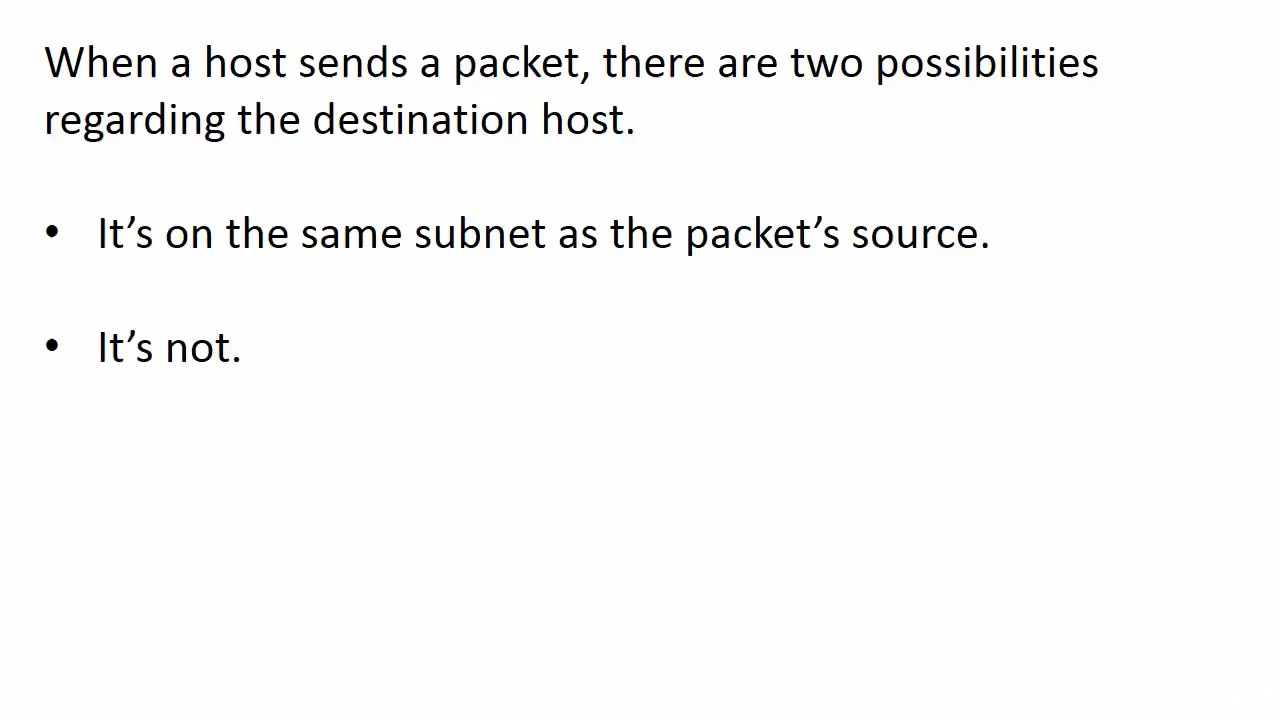 When a host sends a packet, there are two possibilities
regarding the destination host.
• It’s on the same subnet as the packet’s source.
• It’s not.